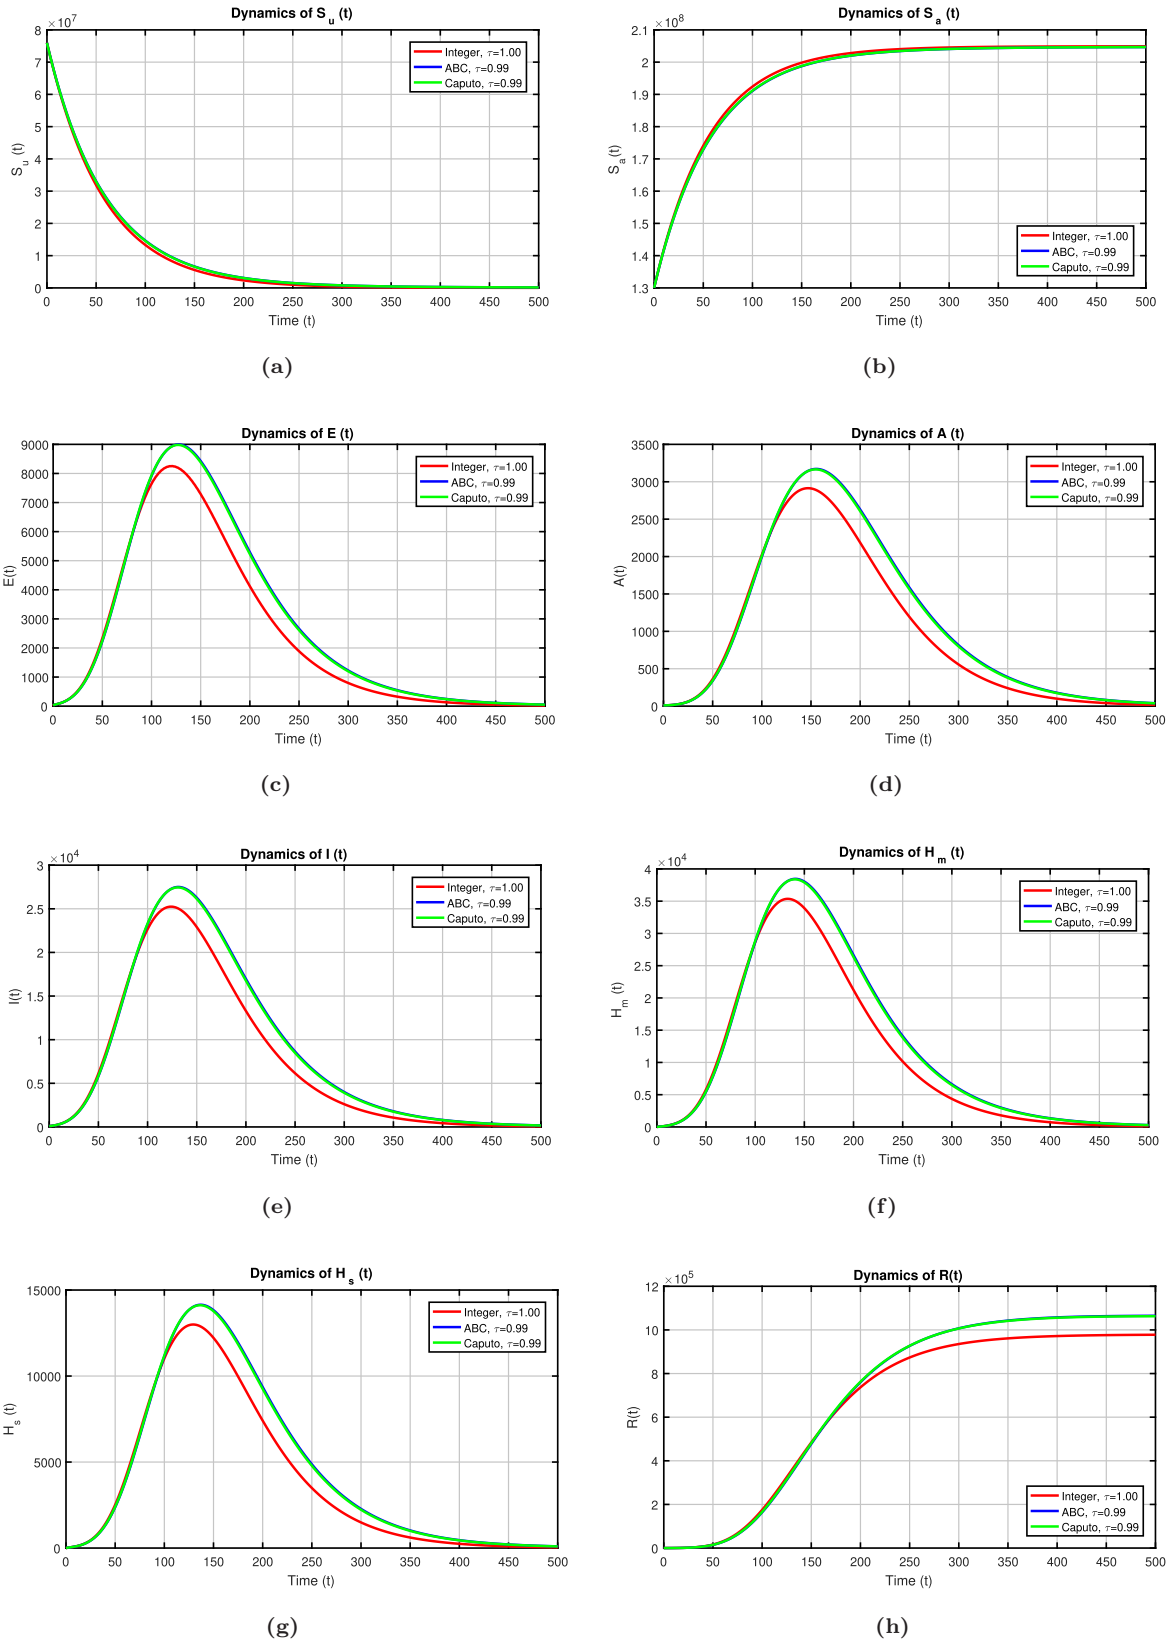 Dynamics of S u (t)
×10^7
8
7
6
5
4
3
2
1
0
S u (t)
0 50 100 150 200 250 300 350 400 450 500
Time (t)
Integer, τ=1.00
ABC, τ=0.99
Caputo, τ=0.99
(a)
Dynamics of S a (t)
×10^8
2.1
2
1.9
1.8
1.7
1.6
1.5
1.4
1.3
S a(t)
0 50 100 150 200 250 300 350 400 450 500
Time (t)
Integer, τ=1.00
ABC, τ=0.99
Caputo, τ=0.99
(b)
Dynamics of E (t)
9000
8000
7000
6000
5000
4000
3000
2000
1000
0
E(t)
0 50 100 150 200 250 300 350 400 450 500
Time (t)
Integer, τ=1.00
ABC, τ=0.99
Caputo, τ=0.99
(c)
Dynamics of A (t)
3500
3000
2500
2000
1500
1000
500
0
A(t)
0 50 100 150 200 250 300 350 400 450 500
Time (t)
Integer, τ=1.00
ABC, τ=0.99
Caputo, τ=0.99
(d)
Dynamics of I (t)
×10^4
3
2.5
2
1.5
1
0.5
0
I(t)
0 50 100 150 200 250 300 350 400 450 500
Time (t)
Integer, τ=1.00
ABC, τ=0.99
Caputo, τ=0.99
(e)
Dynamics of H m (t)
×10^4
4
3.5
3
2.5
2
1.5
1
0.5
0
H m (t)
0 50 100 150 200 250 300 350 400 450 500
Time (t)
Integer, τ=1.00
ABC, τ=0.99
Caputo, τ=0.99
(f)
Dynamics of H s (t)
15000
10000
5000
0
H s (t)
0 50 100 150 200 250 300 350 400 450 500
Time (t)
Integer, τ=1.00
ABC, τ=0.99
Caputo, τ=0.99
(g)
Dynamics of R(t)
×10^5
12
10
8
6
4
2
0
R(t)
0 50 100 150 200 250 300 350 400 450 500
Time (t)
Integer, τ=1.00
ABC, τ=0.99
Caputo, τ=0.99
(h)